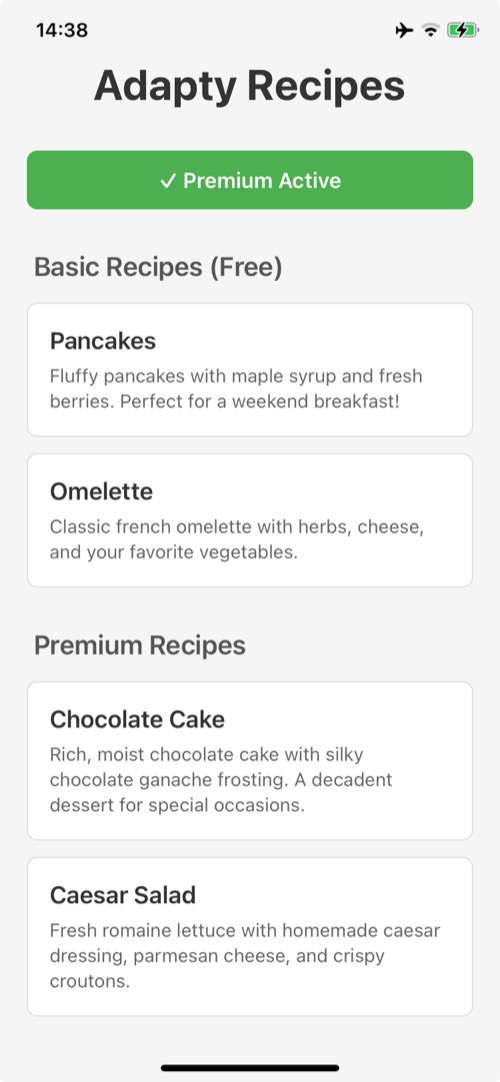 14:38
Adapty Recipes
✓ Premium Active
Basic Recipes (Free)
Pancakes
Fluffy pancakes with maple syrup and fresh
berries. Perfect for a weekend breakfast!
Omelette
Classic french omelette with herbs, cheese,
and your favorite vegetables.
Premium Recipes
Chocolate Cake
Rich, moist chocolate cake with silky
chocolate ganache frosting. A decadent
dessert for special occasions.
Caesar Salad
Fresh romaine lettuce with homemade caesar
dressing, parmesan cheese, and crispy
croutons.